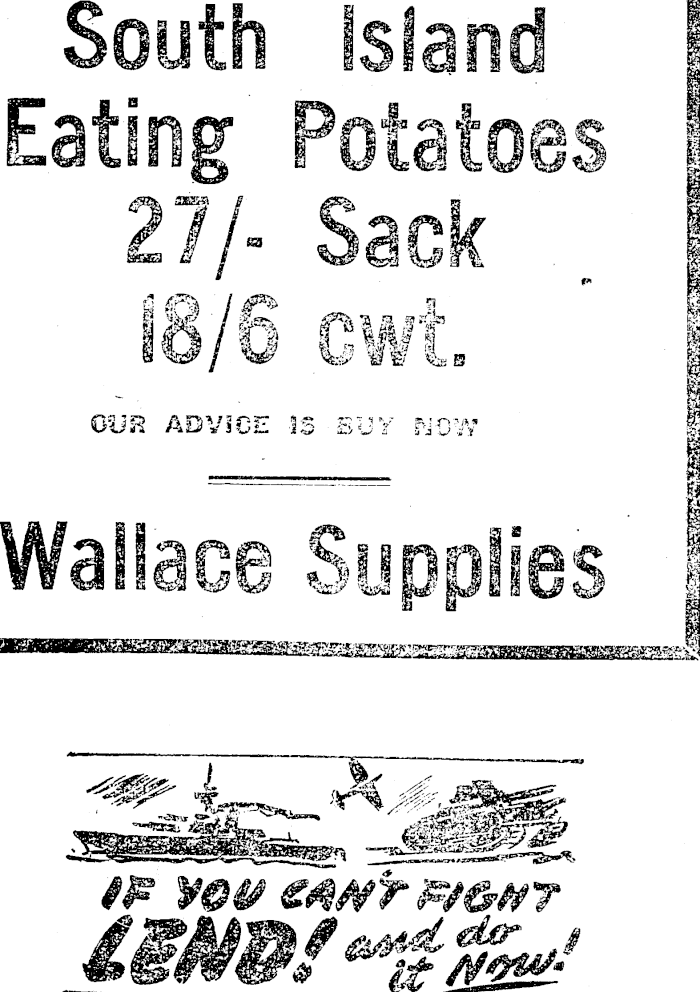 South Island
Eating Potatoes
27/- Sack
18/6 cwt.
OUR ADVICE IS BUY NOW
Wallace Supplies
IF YOU CAN'T FIGHT
LEND! and do
it NOW!